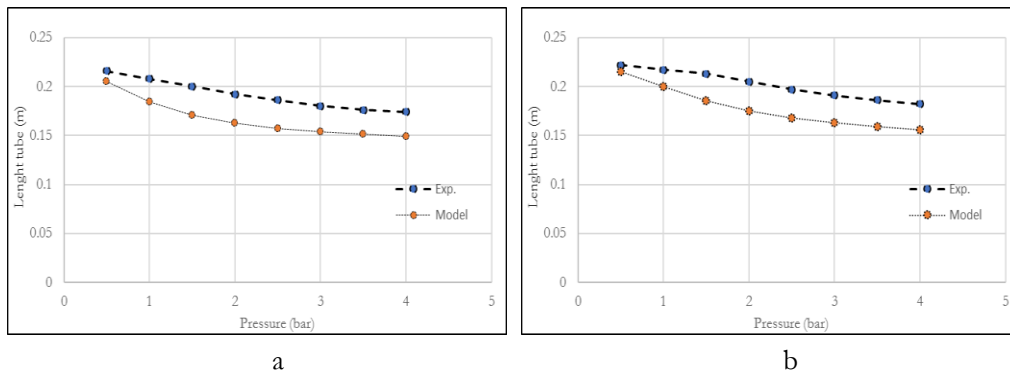 0.25
0.2
0.15
0.1
0.05
0
0 1 2 3 4 5
Lenght tube (m)
Pressure (bar)
Exp.
Model
a
0.25
0.2
0.15
0.1
0.05
0
0 1 2 3 4 5
Lenght tube (m)
Pressure (bar)
Exp.
Model
b